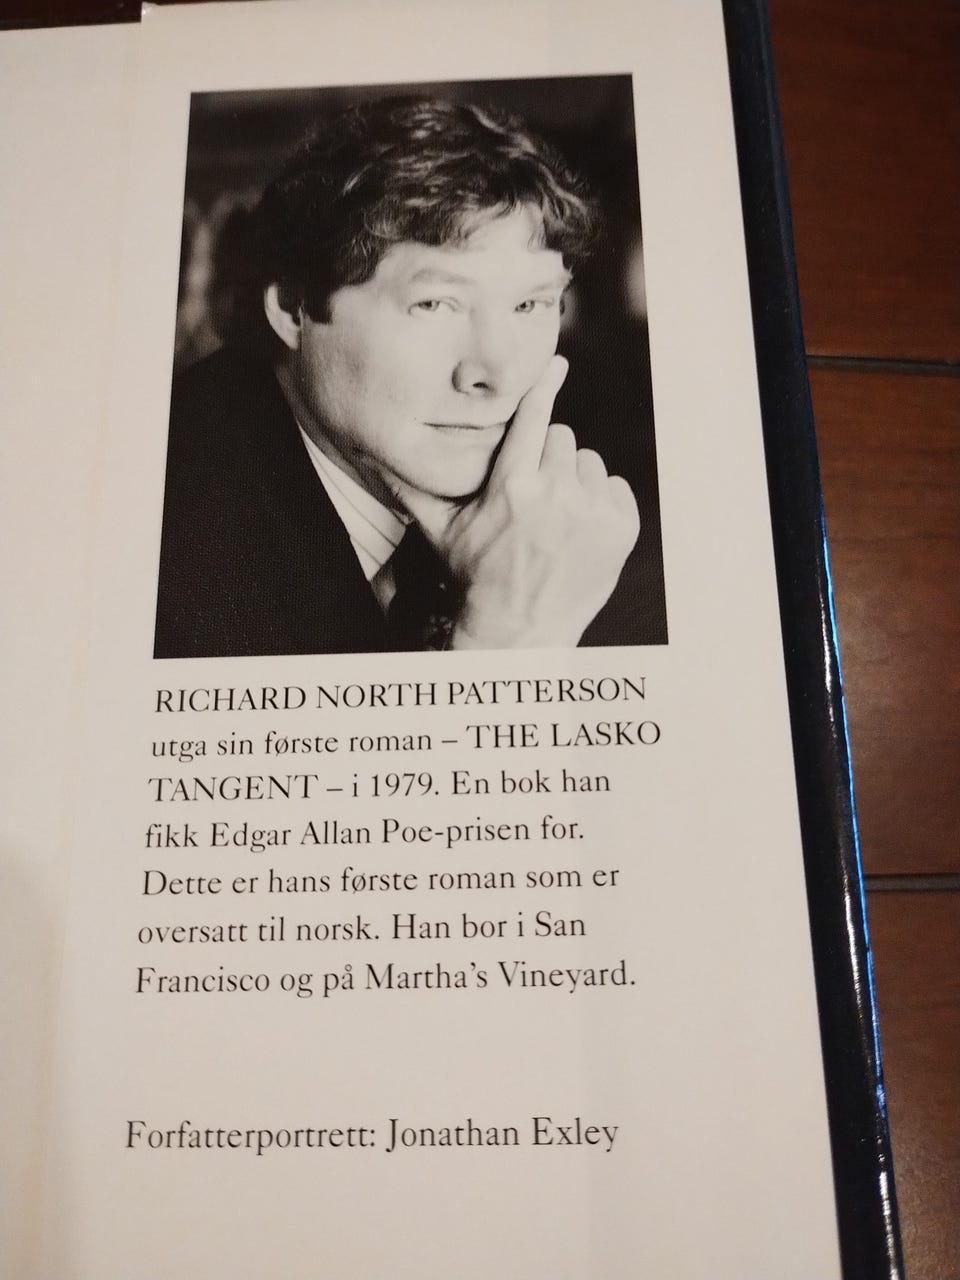 RICHARD NORTH PATTERSON
utga sin første roman – THE LASKO
TANGENT – i 1979. En bok han
fikk Edgar Allan Poe-prisen for.
Dette er hans første roman som er
oversatt til norsk. Han bor i San
Francisco og på Martha’s Vineyard.
Forfatterportrett: Jonathan Exley